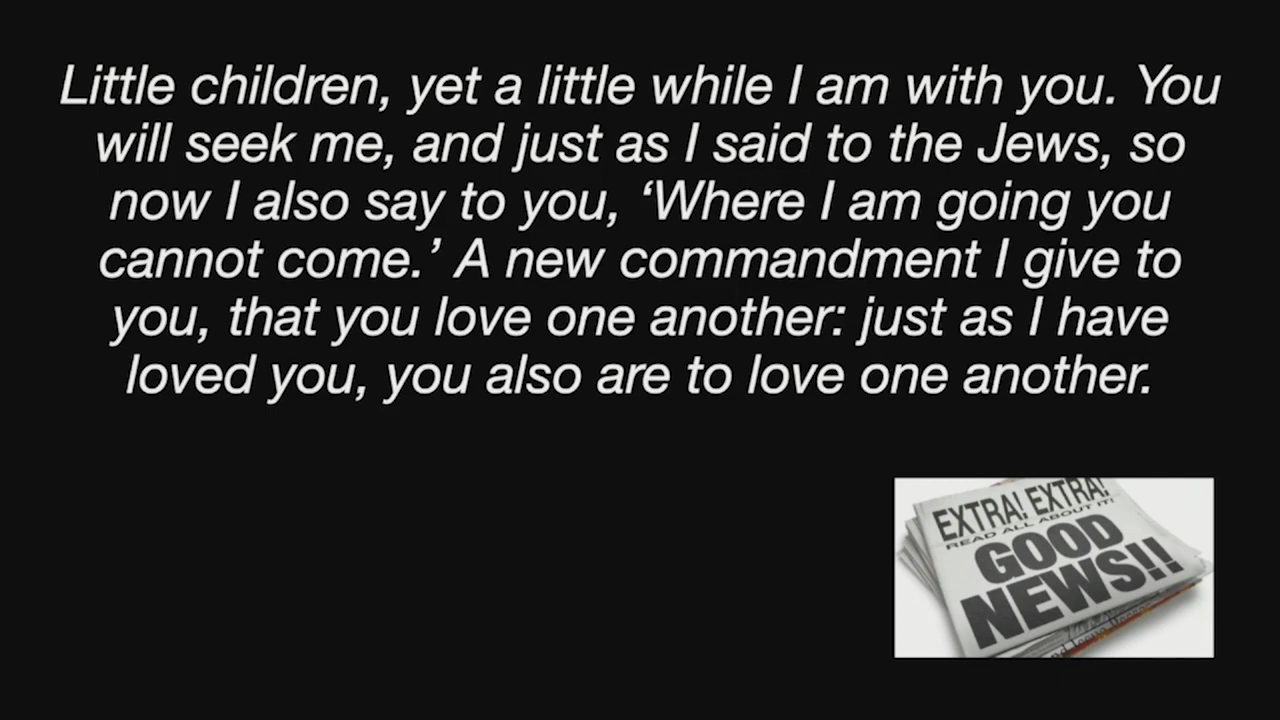 Little children, yet a little while I am with you. You
will seek me, and just as I said to the Jews, so
now I also say to you, ‘Where I am going you
cannot come.’ A new commandment I give to
you, that you love one another: just as I have
loved you, you also are to love one another.
EXTRA! EXTRA!
READ ALL ABOUT IT!
GOOD
NEWS!!